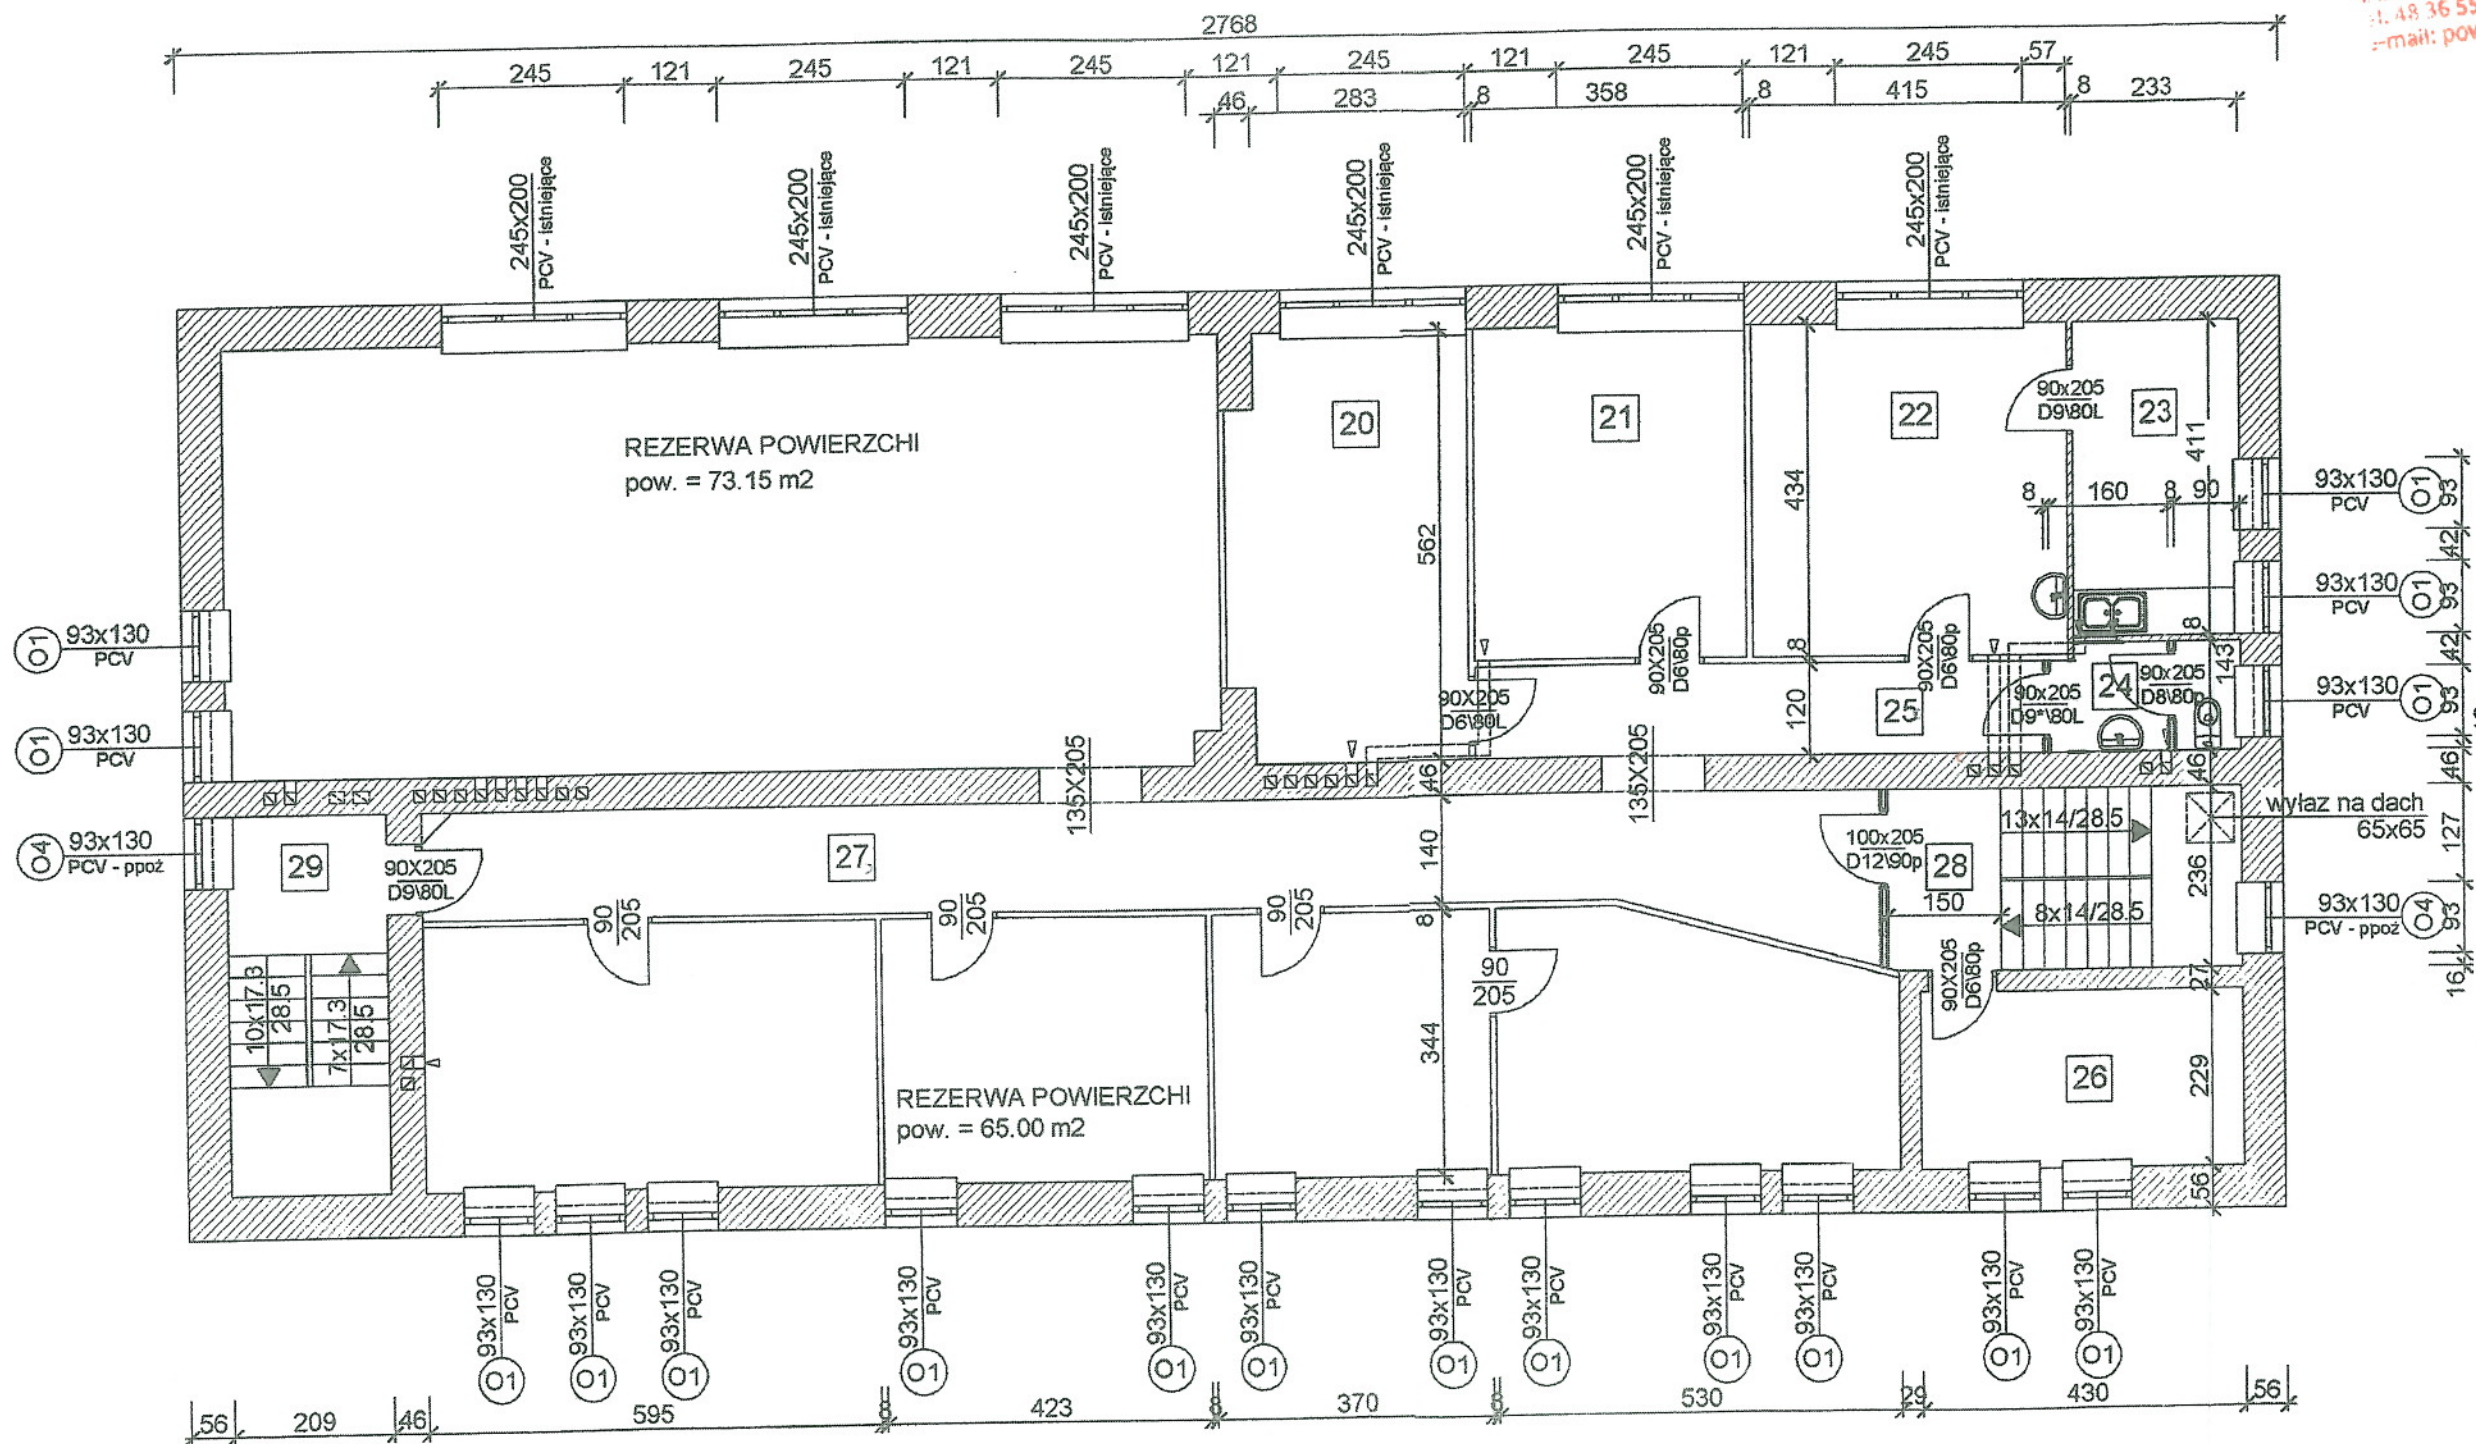 l. 48 36 55
-mail: pov
2768
245 121 245 121 245 121 245 121 245 121 245 57
46 283 8 358 8 415 8 233
245x200
PCV - istniejące
245x200
PCV - istniejące
245x200
PCV - istniejące
245x200
PCV - istniejące
245x200
PCV - istniejące
245x200
PCV - istniejące
REZERWA POWIERZCHI
pow. = 73.15 m2
20
21
22
23
90x205
D9\80L
411
434
562
8 160 8 90
93x130
PCV
O1
93
42
93x130
PCV
O1
93
42
93x130
PCV
O1
93
O1
93x130
PCV
O1
93x130
PCV
O4
93x130
PCV - ppoż
90X205
D6\80L
90X205
D6\80p
90X205
D6\80p
8
120
25
90x205
D9*\80L
24
90x205
D8\80p
8
143
46
46
46
135X205
135X205
29
90X205
D9\80L
27
140
100x205
D12\90p
28
150
13x14/28.5
8x14/28.5
wyłaz na dach
65x65
127
236
93x130
PCV - ppoż
O4
93
16
27
90
205
90
205
90
205
90
205
8
90X205
D6\80p
10x17.3
28.5
7x17.3
28.5
344
REZERWA POWIERZCHI
pow. = 65.00 m2
26
229
56
93x130
PCV
O1
93x130
PCV
O1
93x130
PCV
O1
93x130
PCV
O1
93x130
PCV
O1
93x130
PCV
O1
93x130
PCV
O1
93x130
PCV
O1
93x130
PCV
O1
93x130
PCV
O1
93x130
PCV
O1
93x130
PCV
O1
56 209 46 595 8 423 8 370 8 530 29 430 56